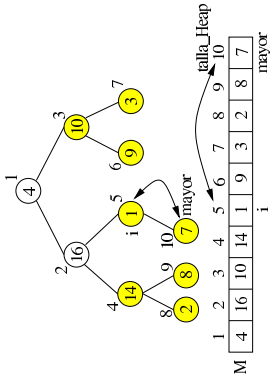 1
4
2 3
16 10
4 5 6 7
14 i 1 9 3
8 9 10
2 8 7 mayor
talla_Heap
1 2 3 4 5 6 7 8 9 10
M 4 16 10 14 1 9 3 2 8 7
i mayor